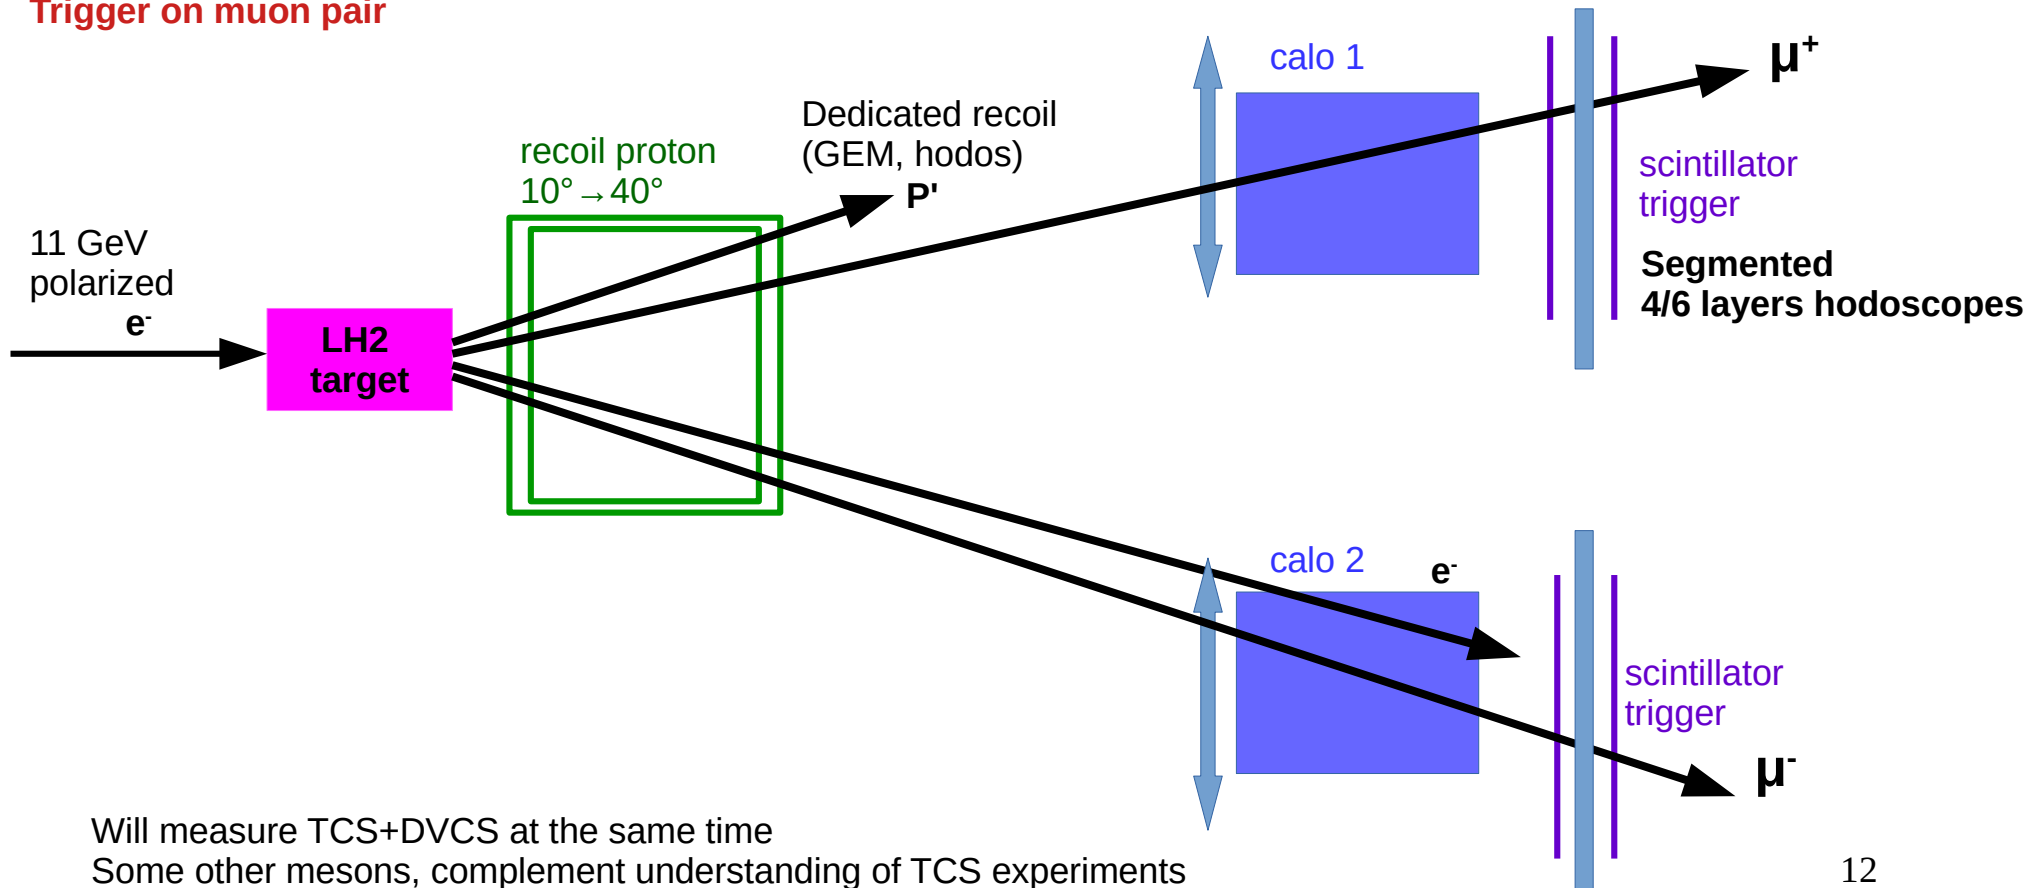 Trigger on muon pair
calo 1
μ+
Dedicated recoil
(GEM, hodos)
P'
recoil proton
10°→40°
scintillator
trigger
11 GeV
polarized
e-
Segmented
4/6 layers hodoscopes
LH2
target
calo 2
e-
scintillator
trigger
μ-
Will measure TCS+DVCS at the same time
Some other mesons, complement understanding of TCS experiments
12